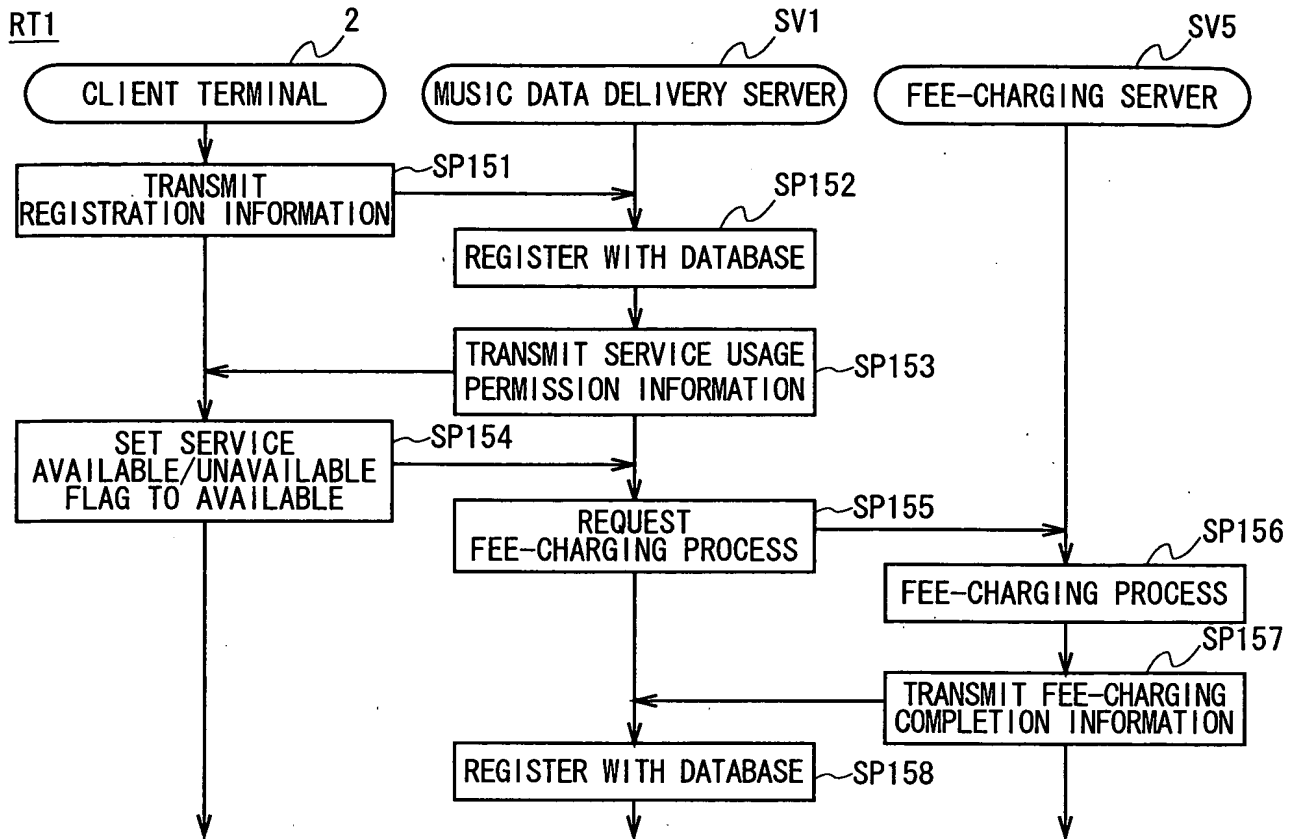 RT1
2
SV1
SV5
CLIENT TERMINAL
MUSIC DATA DELIVERY SERVER
FEE-CHARGING SERVER
TRANSMIT
REGISTRATION INFORMATION
SP151
SP152
REGISTER WITH DATABASE
TRANSMIT SERVICE USAGE
PERMISSION INFORMATION
SP153
SET SERVICE
AVAILABLE/UNAVAILABLE
FLAG TO AVAILABLE
SP154
REQUEST
FEE-CHARGING PROCESS
SP155
SP156
FEE-CHARGING PROCESS
SP157
TRANSMIT FEE-CHARGING
COMPLETION INFORMATION
REGISTER WITH DATABASE
SP158